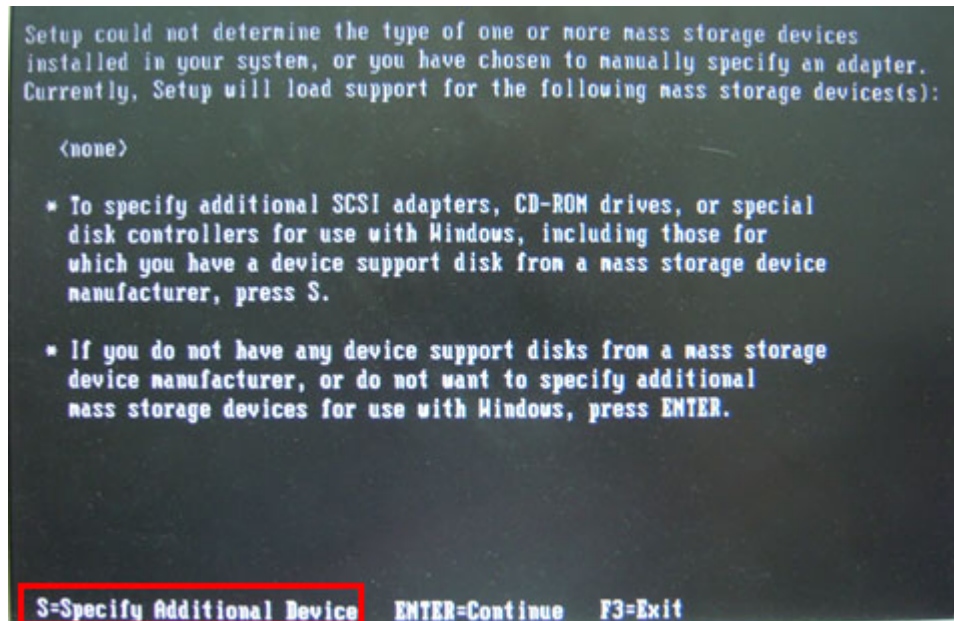 Setup could not determine the type of one or more mass storage devices
installed in your system, or you have chosen to manually specify an adapter.
Currently, Setup will load support for the following mass storage devices(s):
<none>
* To specify additional SCSI adapters, CD-ROM drives, or special
disk controllers for use with Windows, including those for
which you have a device support disk from a mass storage device
manufacturer, press S.
* If you do not have any device support disks from a mass storage
device manufacturer, or do not want to specify additional
mass storage devices for use with Windows, press ENTER.
S=Specify Additional Device ENTER=Continue F3=Exit